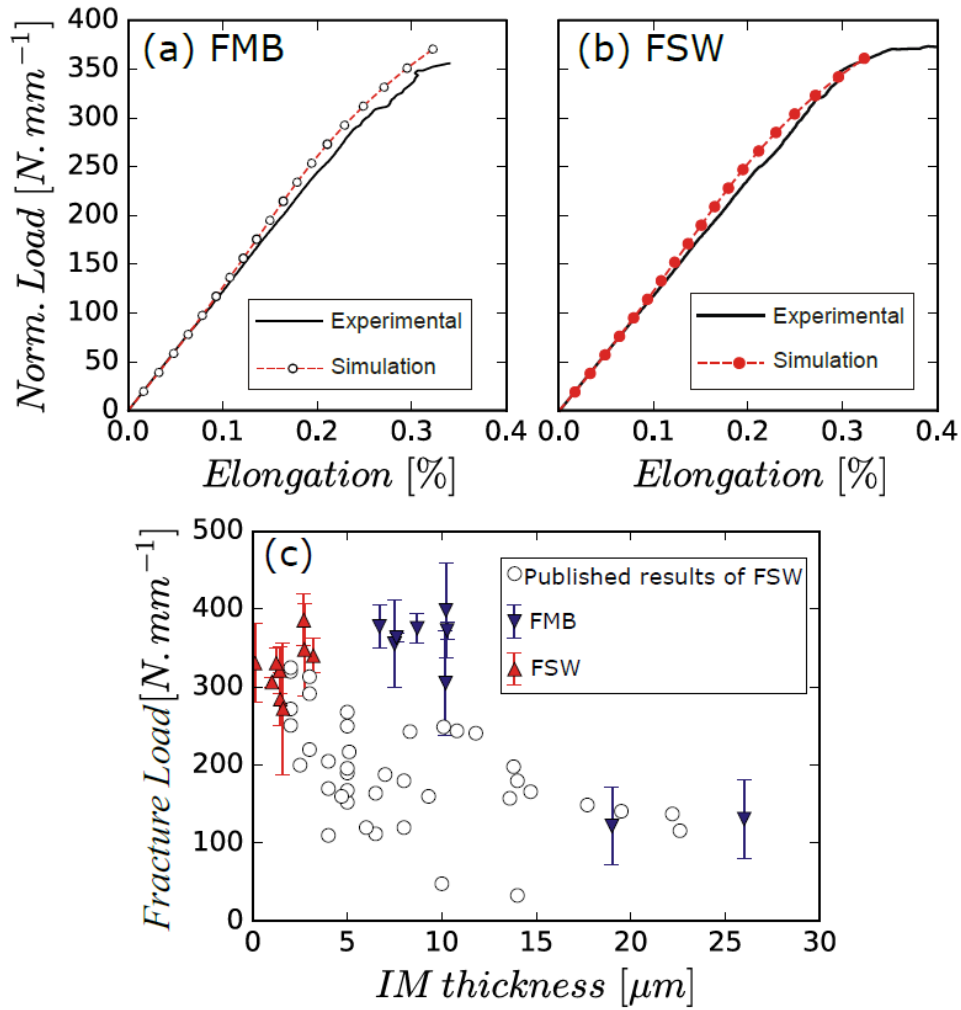 (a) FMB
Norm. Load [N.mm⁻¹]
400
350
300
250
200
150
100
50
0
Experimental
Simulation
0.0 0.1 0.2 0.3 0.4
Elongation [%]
(b) FSW
Experimental
Simulation
0.0 0.1 0.2 0.3 0.4
Elongation [%]
(c)
Fracture Load[N.mm⁻¹]
500
400
300
200
100
0
Published results of FSW
FMB
FSW
0 5 10 15 20 25 30
IM thickness [μm]